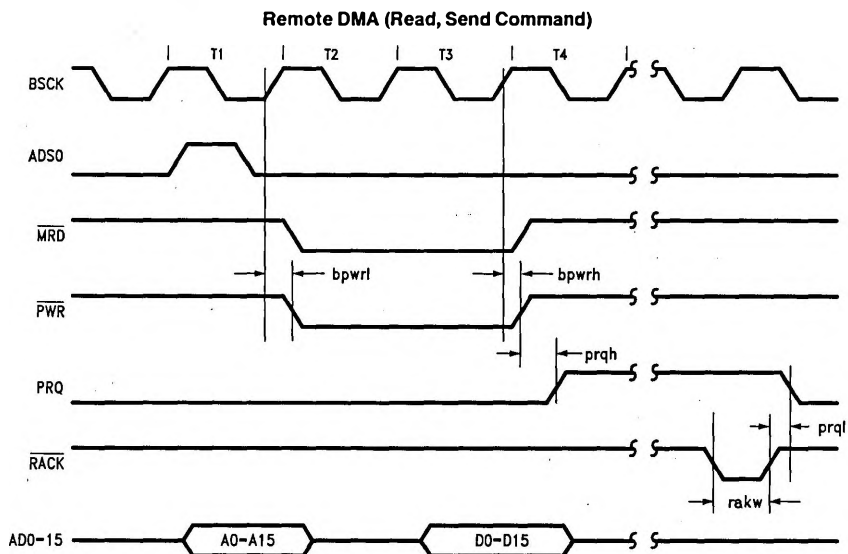 Remote DMA (Read, Send Command)
T1 T2 T3 T4
BSCK
ADS0
MRD
bpwrl bpwrh
PWR
prqh
PRQ
prql
RACK
rakw
AD0-15 A0-A15 D0-D15